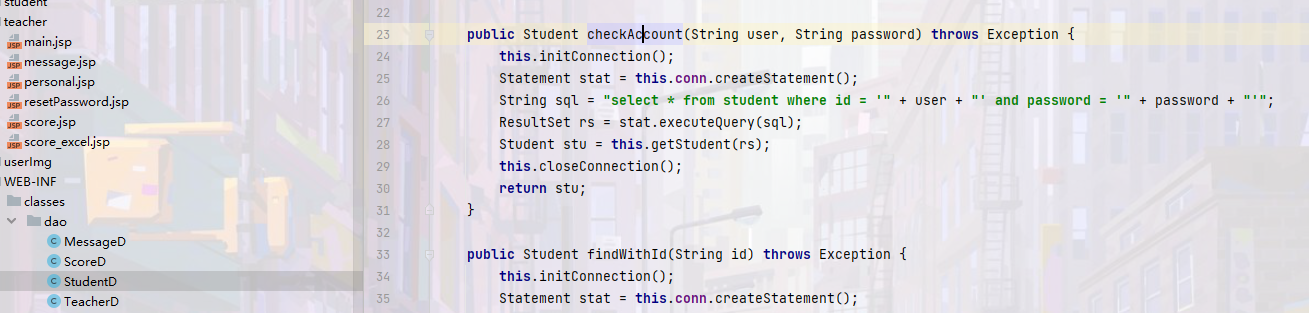 student
teacher
main.jsp
message.jsp
personal.jsp
resetPassword.jsp
score.jsp
score_excel.jsp
userImg
WEB-INF
classes
dao
MessageD
ScoreD
StudentD
TeacherD
22
23 public Student checkAccount(String user, String password) throws Exception {
24 this.initConnection();
25 Statement stat = this.conn.createStatement();
26 String sql = "select * from student where id = '" + user + "' and password = '" + password + "'";
27 ResultSet rs = stat.executeQuery(sql);
28 Student stu = this.getStudent(rs);
29 this.closeConnection();
30 return stu;
31 }
32
33 public Student findWithId(String id) throws Exception {
34 this.initConnection();
35 Statement stat = this.conn.createStatement();